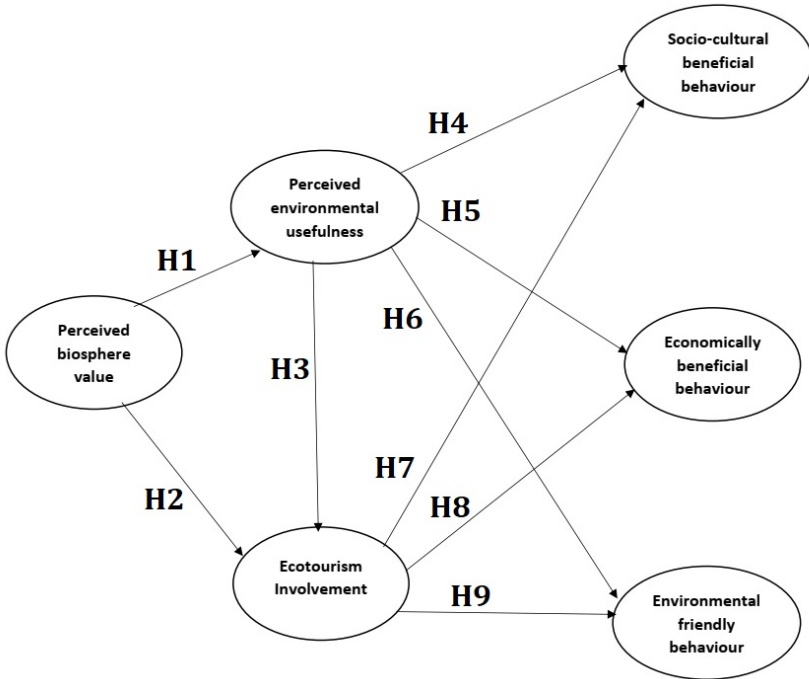 Socio-cultural
beneficial
behaviour
H4
Perceived
environmental
usefulness
H5
H1
H6
Perceived
biosphere
value
Economically
beneficial
behaviour
H3
H7
H2
H8
Ecotourism
Involvement
H9
Environmental
friendly
behaviour